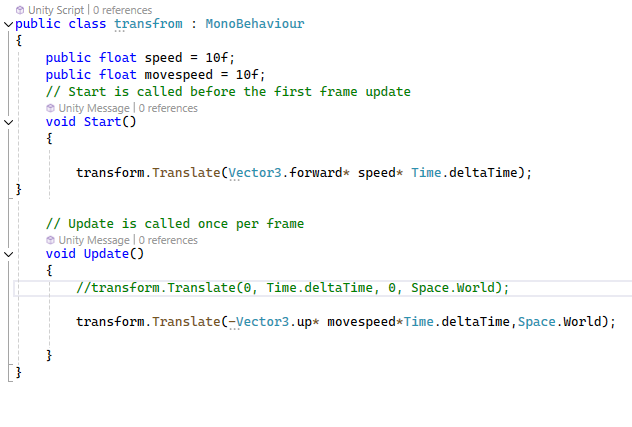 Unity Script | 0 references
public class transfrom : MonoBehaviour
{
public float speed = 10f;
public float movespeed = 10f;
// Start is called before the first frame update
Unity Message | 0 references
void Start()
{
transform.Translate(Vector3.forward* speed* Time.deltaTime);
}
// Update is called once per frame
Unity Message | 0 references
void Update()
{
//transform.Translate(0, Time.deltaTime, 0, Space.World);
transform.Translate(-Vector3.up* movespeed*Time.deltaTime,Space.World);
}
}